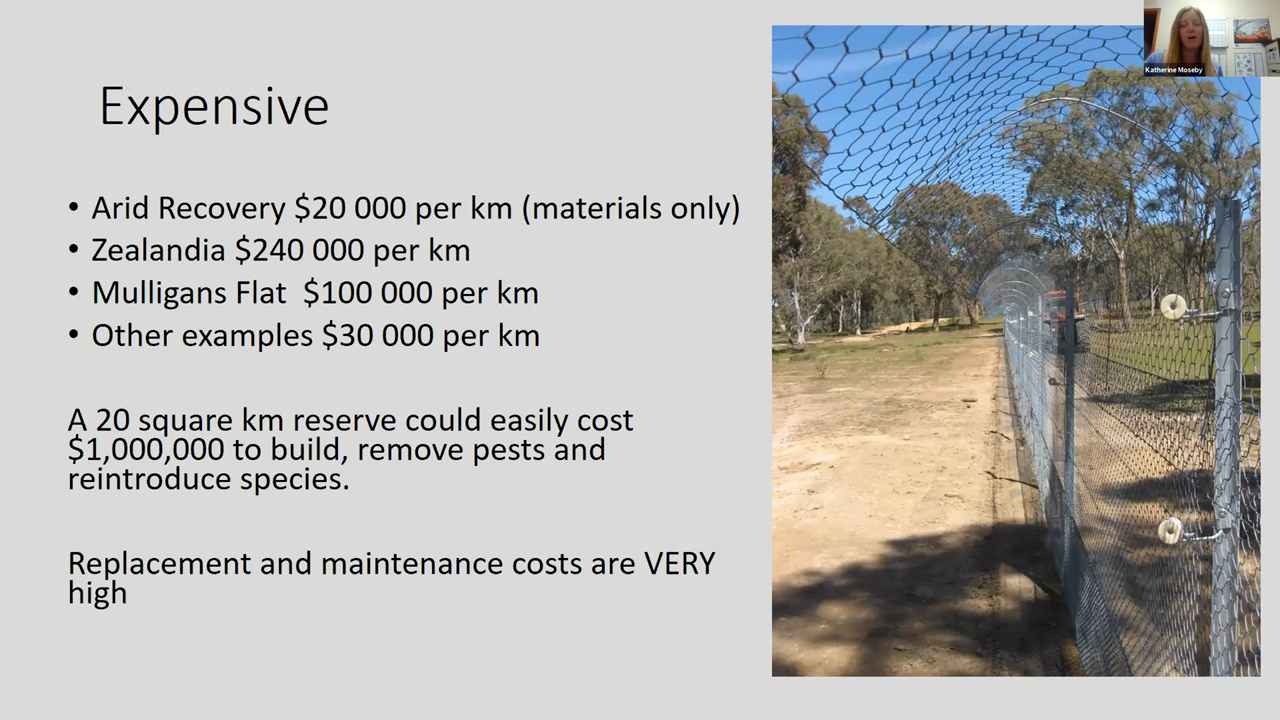 Katherine Moseby
Expensive
• Arid Recovery $20 000 per km (materials only)
• Zealandia $240 000 per km
• Mulligans Flat $100 000 per km
• Other examples $30 000 per km
A 20 square km reserve could easily cost
$1,000,000 to build, remove pests and
reintroduce species.
Replacement and maintenance costs are VERY
high